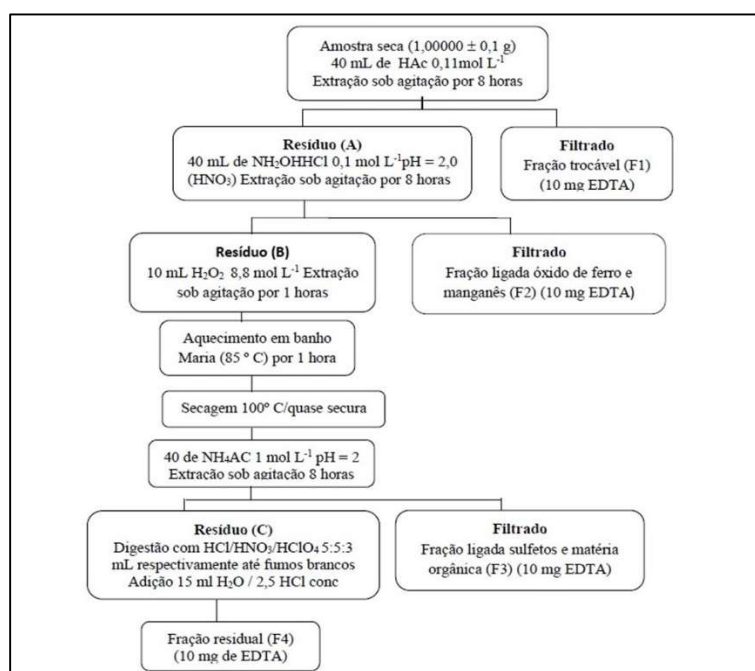 Amostra seca (1,00000 ± 0,1 g)
40 mL de HAc 0,11mol L⁻¹
Extração sob agitação por 8 horas
Resíduo (A)
40 mL de NH₂OHHCl 0,1 mol L⁻¹pH = 2,0
(HNO₃) Extração sob agitação por 8 horas
Filtrado
Fração trocável (F1)
(10 mg EDTA)
Resíduo (B)
10 mL H₂O₂ 8,8 mol L⁻¹ Extração
sob agitação por 1 horas
Filtrado
Fração ligada óxido de ferro e
manganês (F2) (10 mg EDTA)
Aquecimento em banho
Maria (85 º C) por 1 hora
Secagem 100º C/quase secura
40 de NH₄AC 1 mol L⁻¹ pH = 2
Extração sob agitação 8 horas
Resíduo (C)
Digestão com HCl/HNO₃/HClO₄ 5:5:3
mL respectivamente até fumos brancos
Adição 15 ml H₂O / 2,5 HCl conc
Filtrado
Fração ligada sulfetos e matéria
orgânica (F3) (10 mg EDTA)
Fração residual (F4)
(10 mg de EDTA)